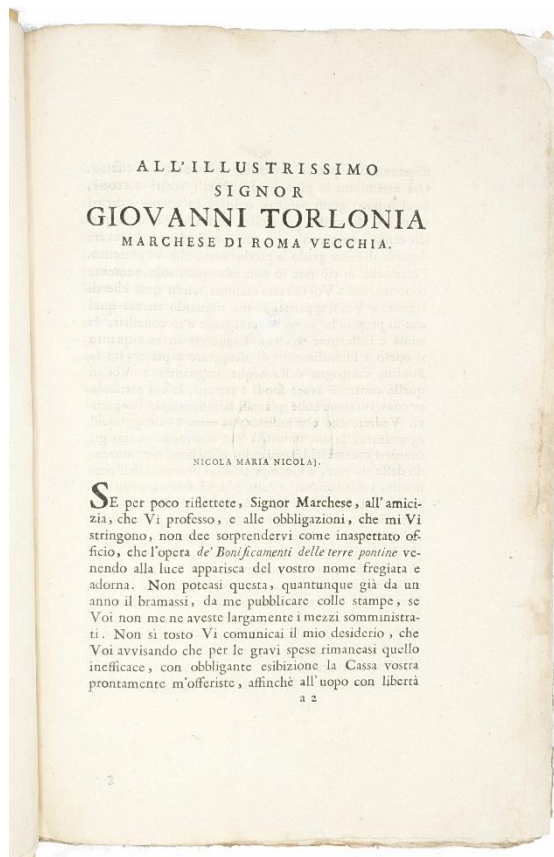 ALL'ILLUSTRISSIMO
SIGNOR
GIOVANNI TORLONIA
MARCHESE DI ROMA VECCHIA.
NICOLA MARIA NICOLAJ.
SE per poco riflettete, Signor Marchese, all'amici-
zia, che Vi professo, e alle obbligazioni, che mi Vi
stringono, non dee sorprendervi come inaspettato of-
ficio, che l'opera de' Bonificamenti delle terre pontine ve-
nendo alla luce apparisca del vostro nome fregiata e
adorna. Non poteasi questa, quantunque già da un
anno il bramassi, da me pubblicare colle stampe, se
Voi non me ne aveste largamente i mezzi somministra-
ti. Non sì tosto Vi comunicai il mio desiderio, che
Voi avvisando che per le gravi spese rimaneasi quello
inefficace, con obbligante esibizione la Cassa vostra
prontamente m'offeriste, affinchè all'uopo con libertà
a 2
2